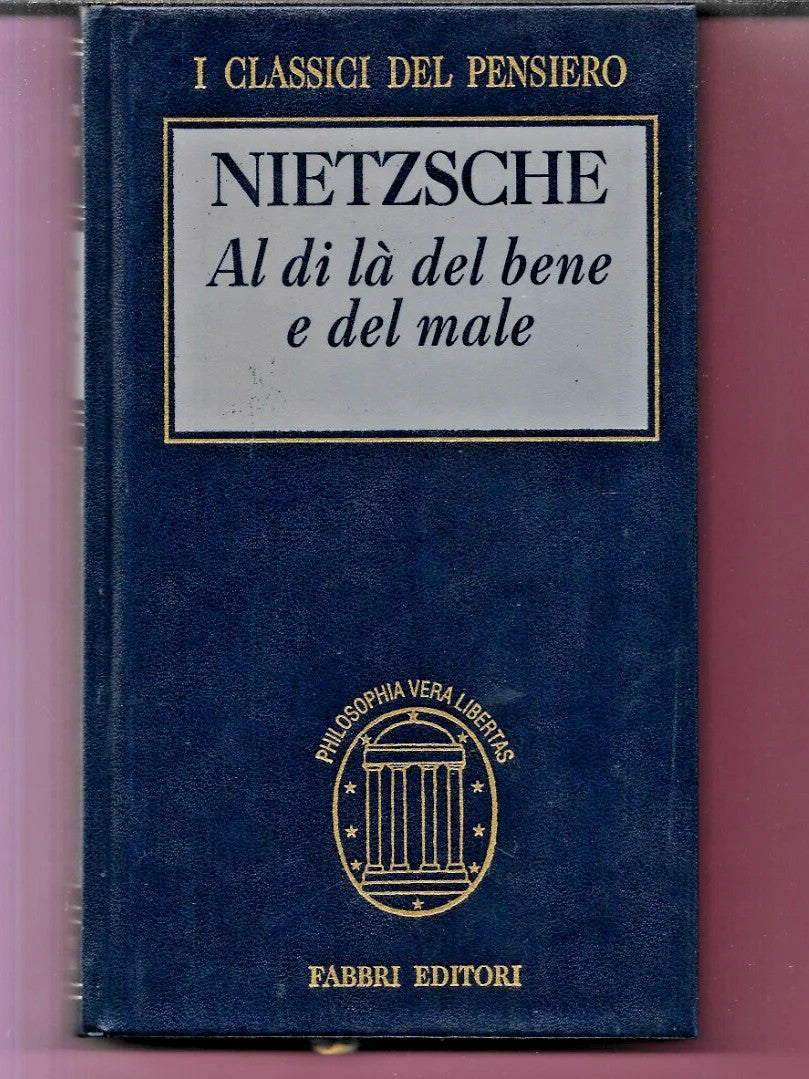 I CLASSICI DEL PENSIERO
NIETZSCHE
Al di là del bene
e del male
PHILOSOPHIA VERA LIBERTAS
FABBRI EDITORI